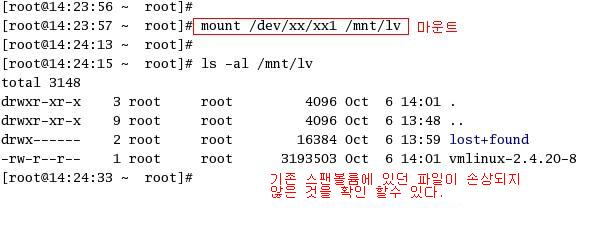 [root@14:23:56 ~  root]#
[root@14:23:57 ~  root]# mount /dev/xx/xx1 /mnt/lv 마운트
[root@14:24:13 ~  root]#
[root@14:24:15 ~  root]# ls -al /mnt/lv
total 3148
drwxr-xr-x    3 root     root         4096 Oct  6 14:01 .
drwxr-xr-x    9 root     root         4096 Oct  6 13:48 ..
drwx------    2 root     root        16384 Oct  6 13:59 lost+found
-rw-r--r--    1 root     root      3193503 Oct  6 14:01 vmlinux-2.4.20-8
[root@14:24:33 ~  root]#
기존 스팬볼륨에 있던 파일이 손상되지
않은 것을 확인 할수 있다.